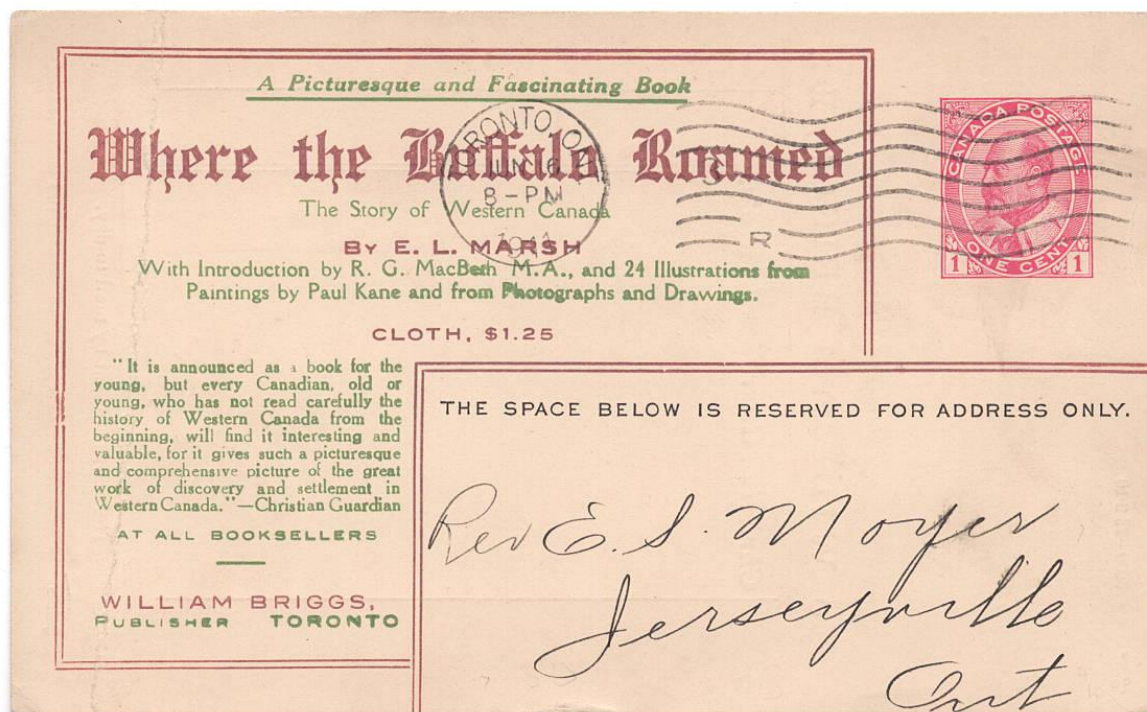 A Picturesque and Fascinating Book
Where the Buffalo Roamed
The Story of Western Canada
BY E. L. MARSH
With Introduction by R. G. MacBeth M.A., and 24 Illustrations from
Paintings by Paul Kane and from Photographs and Drawings.
CLOTH, $1.25
"It is announced as a book for the
young, but every Canadian, old or
young, who has not read carefully the
history of Western Canada from the
beginning, will find it interesting and
valuable, for it gives such a picturesque
and comprehensive picture of the great
work of discovery and settlement in
Western Canada."—Christian Guardian
AT ALL BOOKSELLERS
WILLIAM BRIGGS,
PUBLISHER TORONTO
TORONTO, ONT
JUN 16
8-PM
R
CANADA POSTAGE
1 ONE CENT 1
THE SPACE BELOW IS RESERVED FOR ADDRESS ONLY.
Rev E. S. Moyer
Jerseyville
Ont